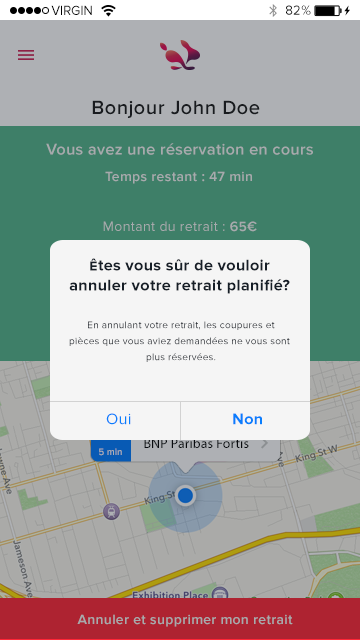 VIRGIN 82%
Bonjour John Doe
Vous avez une réservation en cours
Temps restant : 47 min
Montant du retrait : 65€
Êtes vous sûr de vouloir
annuler votre retrait planifié?
En annulant votre retrait, les coupures et
pièces que vous aviez demandées ne vous sont
plus réservées.
Oui Non
5 min BNP Paribas Fortis
King St W
King St W
Jameson Ave
Exhibition Place
Annuler et supprimer mon retrait